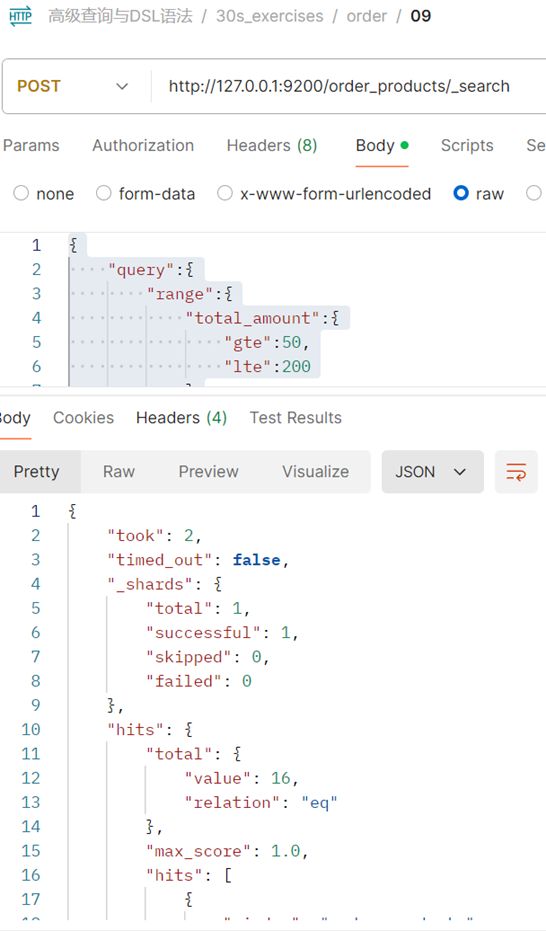 HTTP 高级查询与DSL语法 / 30s_exercises / order / 09
POST http://127.0.0.1:9200/order_products/_search
Params Authorization Headers (8) Body Scripts Se
none form-data x-www-form-urlencoded raw
1 {
2 "query":{
3 "range":{
4 "total_amount":{
5 "gte":50,
6 "lte":200
Body Cookies Headers (4) Test Results
Pretty Raw Preview Visualize JSON
1 {
2 "took": 2,
3 "timed_out": false,
4 "_shards": {
5 "total": 1,
6 "successful": 1,
7 "skipped": 0,
8 "failed": 0
9 },
10 "hits": {
11 "total": {
12 "value": 16,
13 "relation": "eq"
14 },
15 "max_score": 1.0,
16 "hits": [
17 {